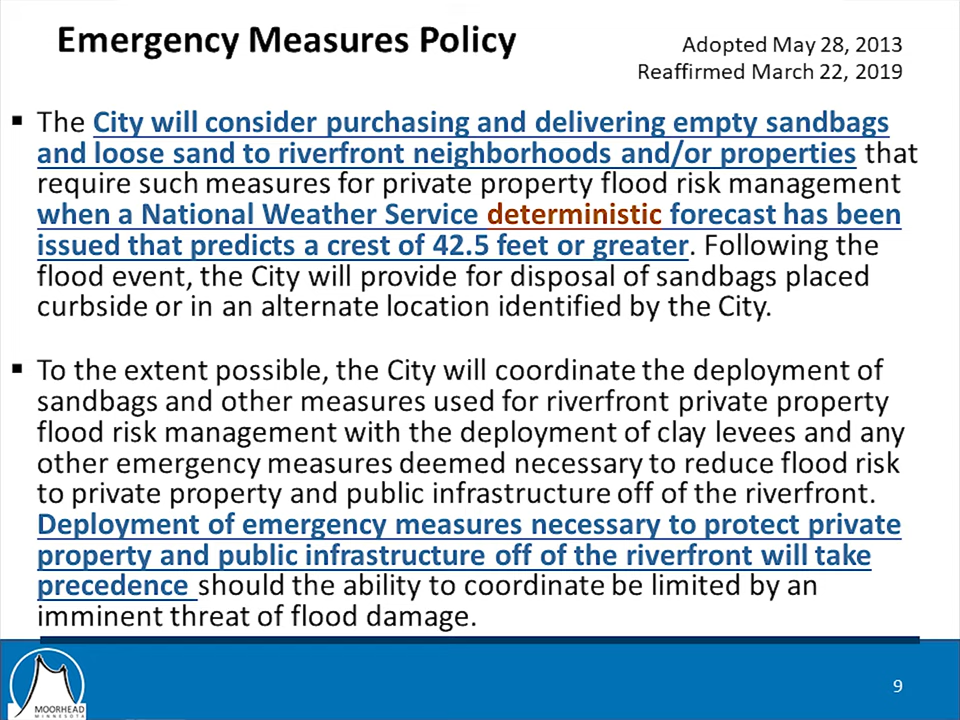 Emergency Measures Policy
Adopted May 28, 2013
Reaffirmed March 22, 2019
▪ The City will consider purchasing and delivering empty sandbags
and loose sand to riverfront neighborhoods and/or properties that
require such measures for private property flood risk management
when a National Weather Service deterministic forecast has been
issued that predicts a crest of 42.5 feet or greater. Following the
flood event, the City will provide for disposal of sandbags placed
curbside or in an alternate location identified by the City.
▪ To the extent possible, the City will coordinate the deployment of
sandbags and other measures used for riverfront private property
flood risk management with the deployment of clay levees and any
other emergency measures deemed necessary to reduce flood risk
to private property and public infrastructure off of the riverfront.
Deployment of emergency measures necessary to protect private
property and public infrastructure off of the riverfront will take
precedence should the ability to coordinate be limited by an
imminent threat of flood damage.
MOORHEAD
MINNESOTA
9